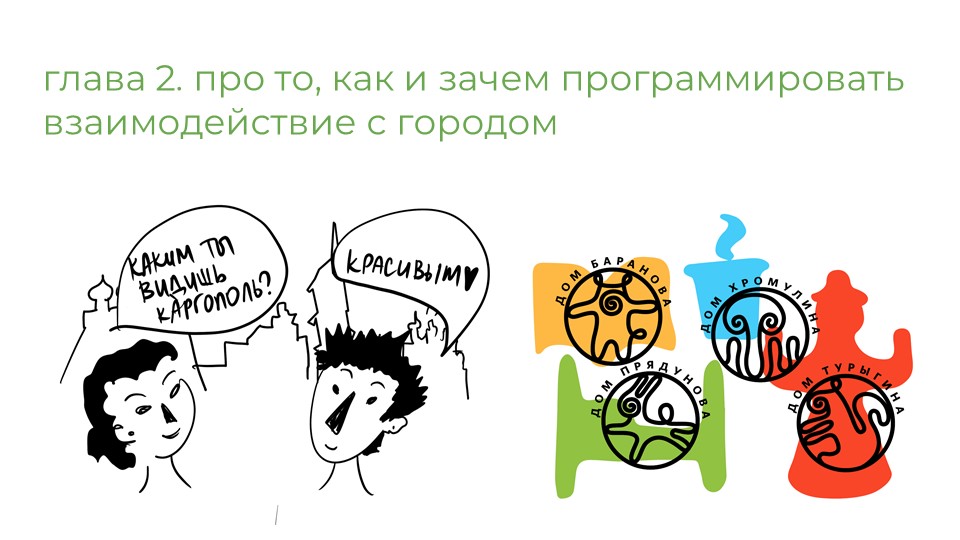 глава 2. про то, как и зачем программировать
взаимодействие с городом
КАКИМ ТЫ
ВИДИШЬ
КАРГОПОЛЬ?
КРАСИВЫМ♥
ДОМ БАРАНОВА
ДОМ ХРОМУЛИНА
ДОМ ПРЯДУНОВА
ДОМ ТУРЫГИНА